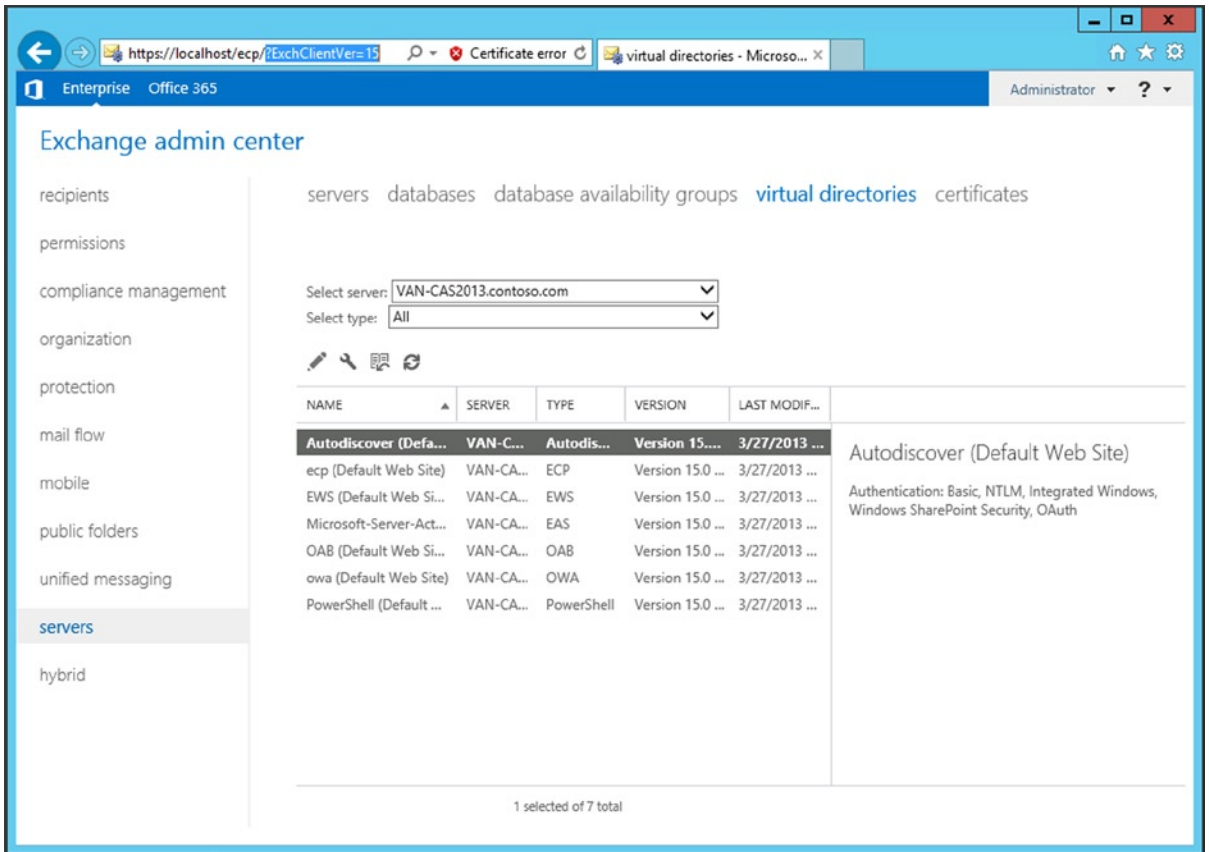 https://localhost/ecp/?ExchClientVer=15
Certificate error
virtual directories - Microso...
Enterprise Office 365
Administrator ?
Exchange admin center
recipients
permissions
compliance management
organization
protection
mail flow
mobile
public folders
unified messaging
servers
hybrid
servers databases database availability groups virtual directories certificates
Select server: VAN-CAS2013.contoso.com
Select type: All
NAME SERVER TYPE VERSION LAST MODIF...
Autodiscover (Defa... VAN-C... Autodis... Version 15.... 3/27/2013 ...
ecp (Default Web Site) VAN-CA... ECP Version 15.0 ... 3/27/2013 ...
EWS (Default Web Si... VAN-CA... EWS Version 15.0 ... 3/27/2013 ...
Microsoft-Server-Act... VAN-CA... EAS Version 15.0 ... 3/27/2013 ...
OAB (Default Web Si... VAN-CA... OAB Version 15.0 ... 3/27/2013 ...
owa (Default Web Site) VAN-CA... OWA Version 15.0 ... 3/27/2013 ...
PowerShell (Default ... VAN-CA... PowerShell Version 15.0 ... 3/27/2013 ...
Autodiscover (Default Web Site)
Authentication: Basic, NTLM, Integrated Windows,
Windows SharePoint Security, OAuth
1 selected of 7 total